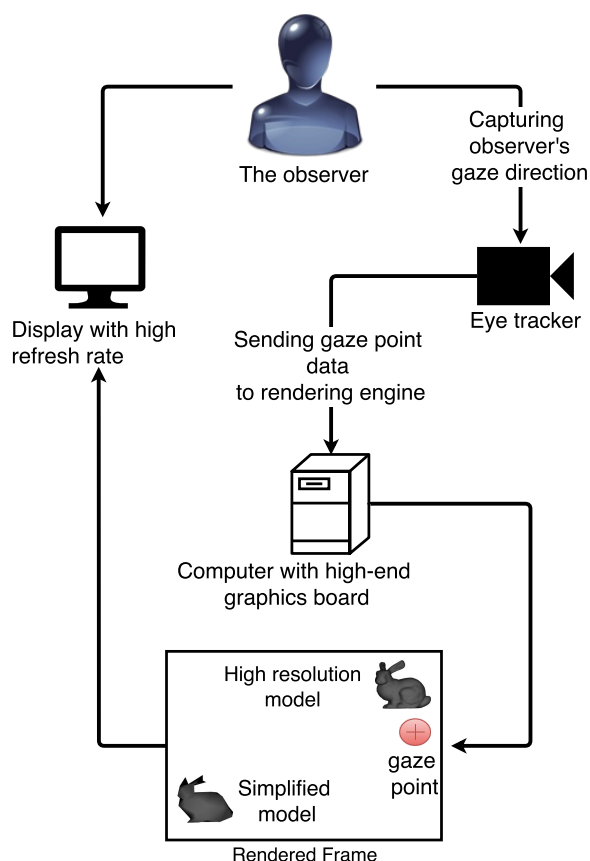 The observer
Capturing
observer's
gaze direction
Display with high
refresh rate
Eye tracker
Sending gaze point
data
to rendering engine
Computer with high-end
graphics board
High resolution
model
gaze
point
Simplified
model
Rendered Frame